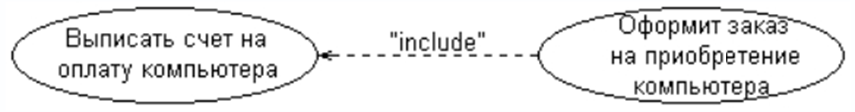 Выписать счет на
оплату компьютера
"include"
Оформит заказ
на приобретение
компьютера